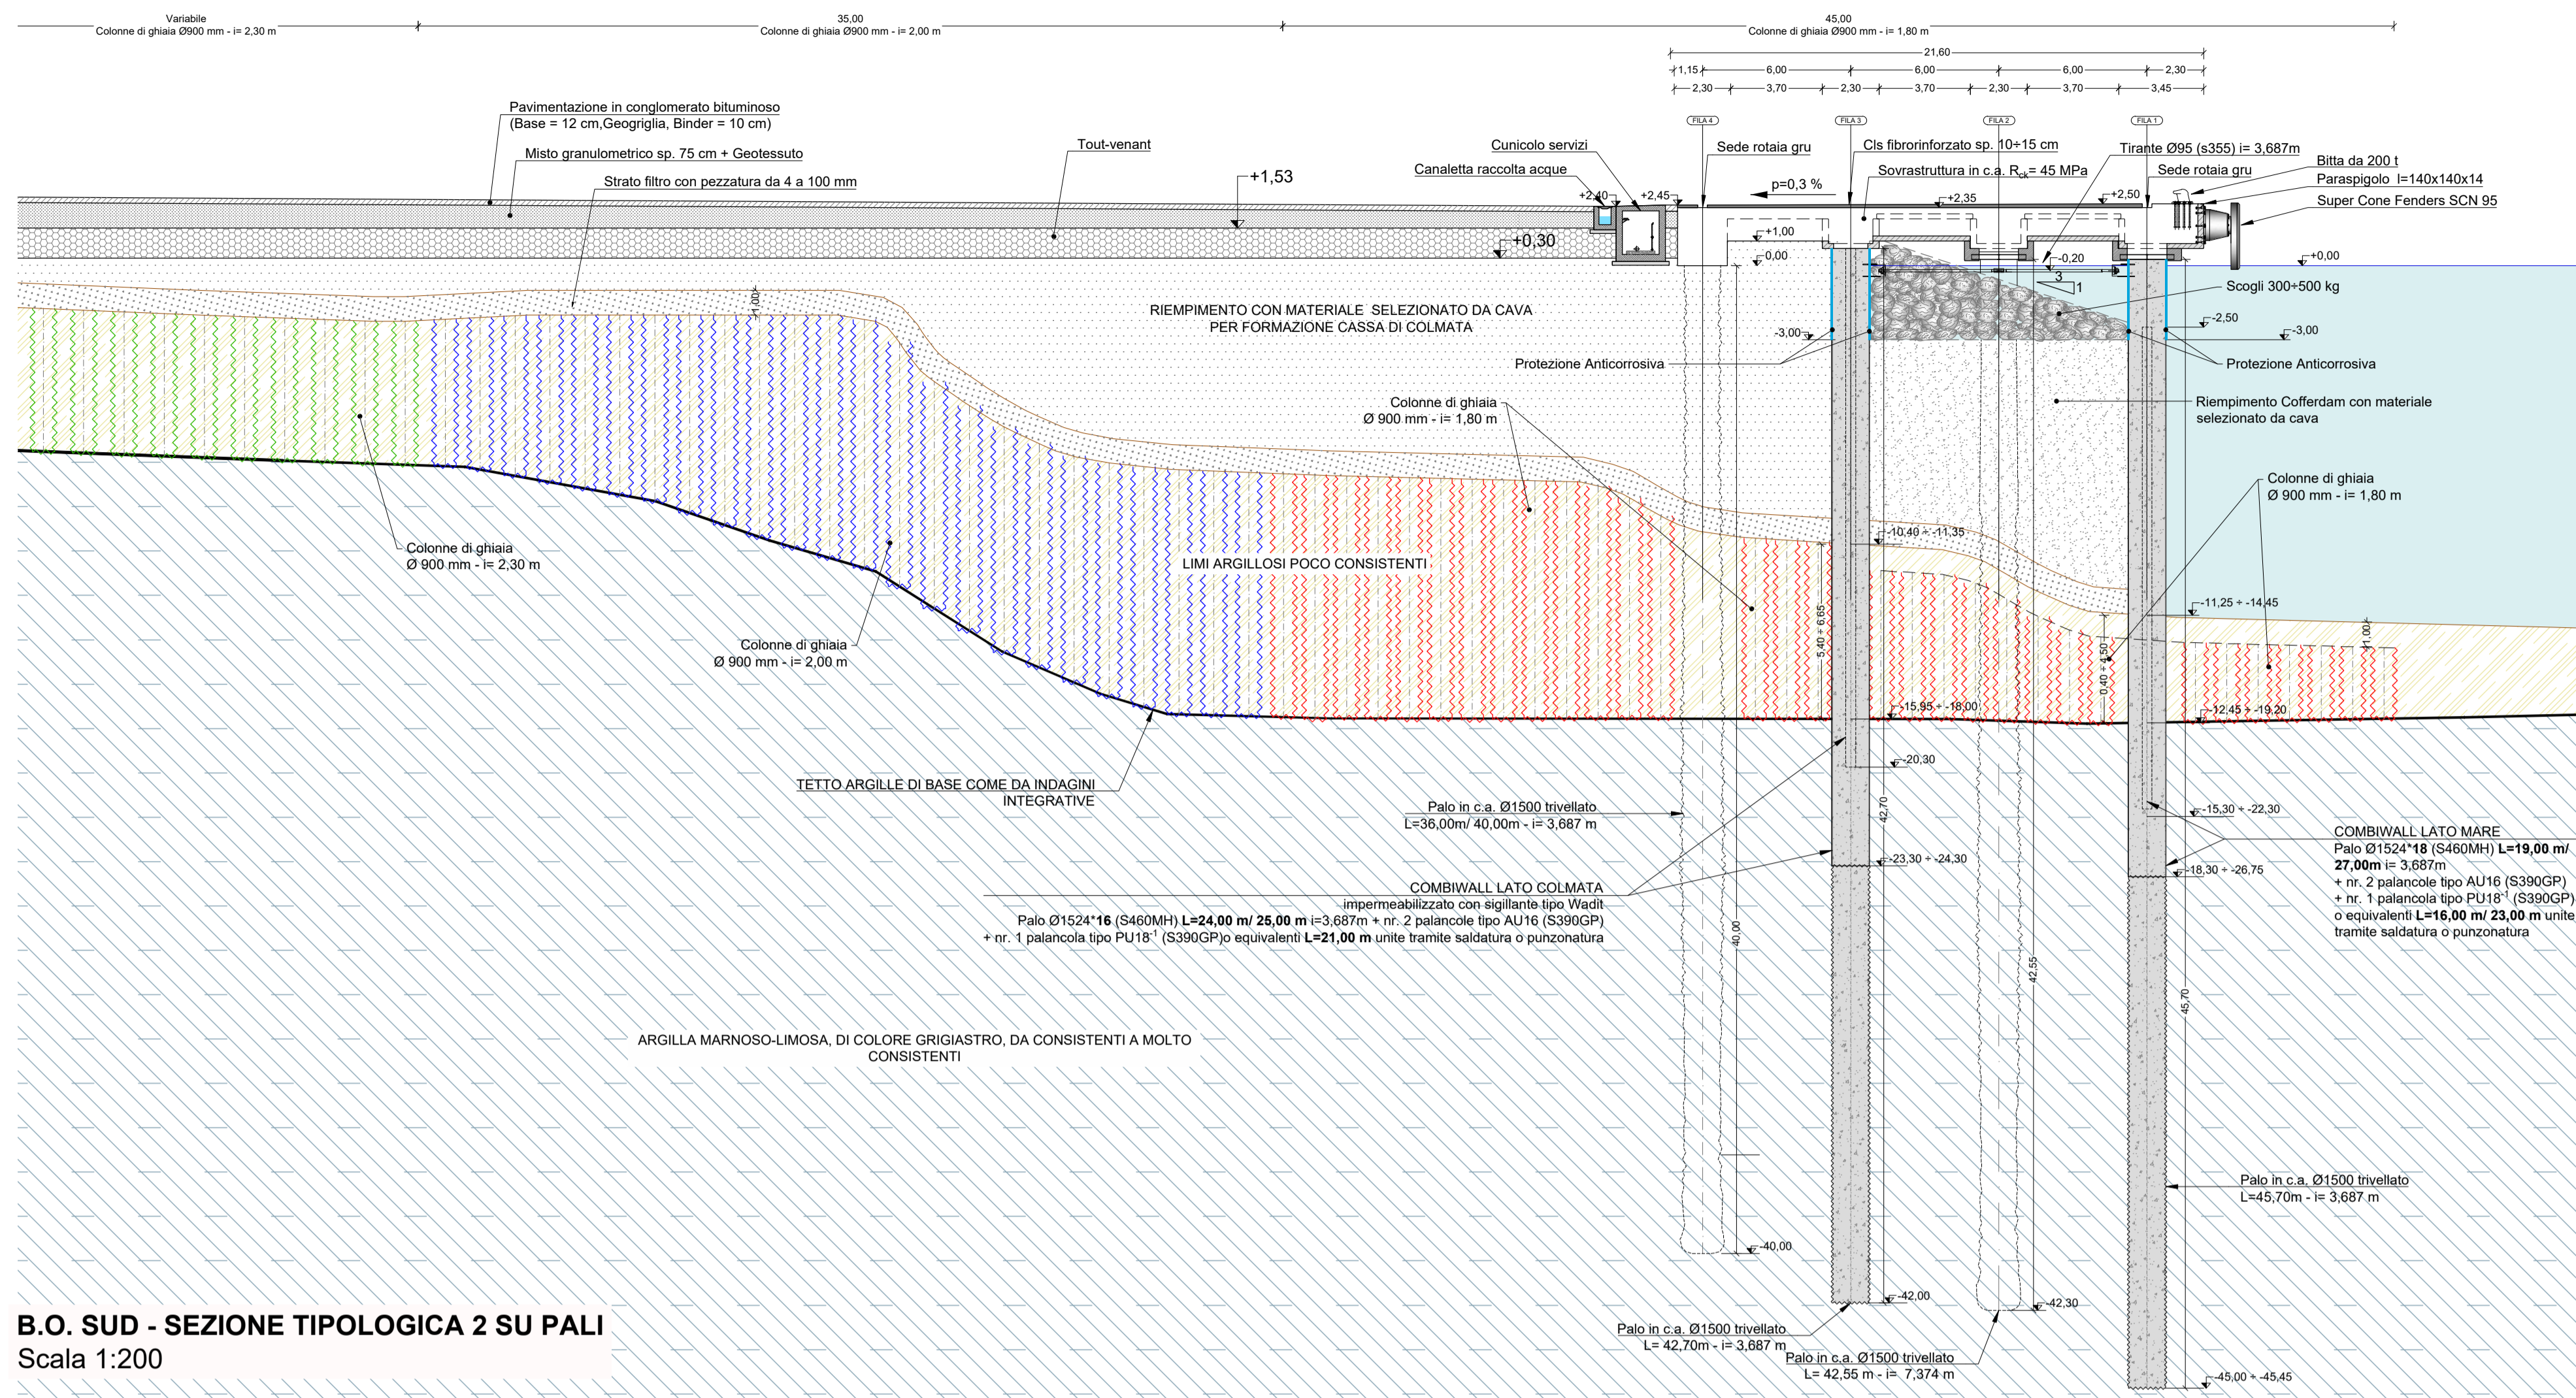 Variabile
Colonne di ghiaia Ø900 mm - i= 2,30 m
35,00
Colonne di ghiaia Ø900 mm - i= 2,00 m
45,00
Colonne di ghiaia Ø900 mm - i= 1,80 m
21,60
1,15
6,00
6,00
6,00
2,30
2,30
3,70
2,30
3,70
2,30
3,70
3,45
FILA 4
FILA 3
FILA 2
FILA 1
Pavimentazione in conglomerato bituminoso
(Base = 12 cm,Geogriglia, Binder = 10 cm)
Misto granulometrico sp. 75 cm + Geotessuto
Strato filtro con pezzatura da 4 a 100 mm
Tout-venant
+1,53
+0,30
Cunicolo servizi
Canaletta raccolta acque
+2,40
+2,45
Sede rotaia gru
p=0,3 %
Cls fibrorinforzato sp. 10÷15 cm
Sovrastruttura in c.a. Rck= 45 MPa
Tirante Ø95 (s355) i= 3,687m
Sede rotaia gru
Bitta da 200 t
Paraspigolo l=140x140x14
Super Cone Fenders SCN 95
+2,35
+2,50
+1,00
0,00
-0,20
3
1
+0,00
Scogli 300÷500 kg
-2,50
-3,00
-3,00
1,00
RIEMPIMENTO CON MATERIALE SELEZIONATO DA CAVA
PER FORMAZIONE CASSA DI COLMATA
Protezione Anticorrosiva
Protezione Anticorrosiva
Colonne di ghiaia
Ø 900 mm - i= 1,80 m
Riempimento Cofferdam con materiale
selezionato da cava
Colonne di ghiaia
Ø 900 mm - i= 1,80 m
Colonne di ghiaia
Ø 900 mm - i= 2,30 m
LIMI ARGILLOSI POCO CONSISTENTI
-10,40 ÷ -11,35
5,40 ÷ 6,65
-11,25 ÷ -14,45
1,00
0,40 ÷ 4,50
Colonne di ghiaia
Ø 900 mm - i= 2,00 m
-15,95 ÷ -18,00
-12,45 ÷ -19,20
-20,30
TETTO ARGILLE DI BASE COME DA INDAGINI
INTEGRATIVE
Palo in c.a. Ø1500 trivellato
L=36,00m/ 40,00m - i= 3,687 m
42,70
-15,30 ÷ -22,30
-23,30 ÷ -24,30
-18,30 ÷ -26,75
COMBIWALL LATO MARE
Palo Ø1524*18 (S460MH) L=19,00 m/
27,00m i= 3,687m
+ nr. 2 palancole tipo AU16 (S390GP)
+ nr. 1 palancola tipo PU18-1 (S390GP)
o equivalenti L=16,00 m/ 23,00 m unite
tramite saldatura o punzonatura
COMBIWALL LATO COLMATA
impermeabilizzato con sigillante tipo Wadit
Palo Ø1524*16 (S460MH) L=24,00 m/ 25,00 m i=3,687m + nr. 2 palancole tipo AU16 (S390GP)
+ nr. 1 palancola tipo PU18-1 (S390GP)o equivalenti L=21,00 m unite tramite saldatura o punzonatura
40,00
42,55
45,70
ARGILLA MARNOSO-LIMOSA, DI COLORE GRIGIASTRO, DA CONSISTENTI A MOLTO
CONSISTENTI
Palo in c.a. Ø1500 trivellato
L=45,70m - i= 3,687 m
-40,00
-42,00
-42,30
Palo in c.a. Ø1500 trivellato
L= 42,70m - i= 3,687 m
Palo in c.a. Ø1500 trivellato
L= 42,55 m - i= 7,374 m
-45,00 ÷ -45,45
B.O. SUD - SEZIONE TIPOLOGICA 2 SU PALI
Scala 1:200